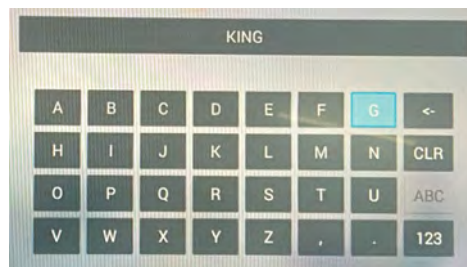 KING
A B C D E F G <-
H I J K L M N CLR
O P Q R S T U ABC
V W X Y Z , . 123